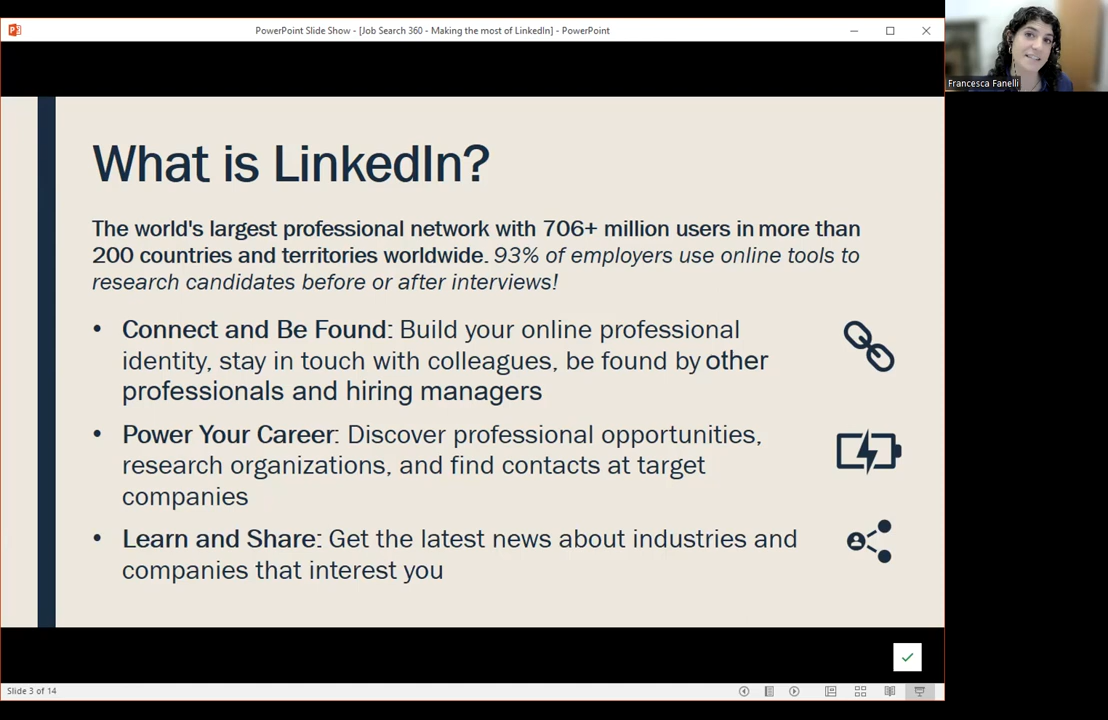 PowerPoint Slide Show - [Job Search 360 - Making the most of LinkedIn] - PowerPoint
Francesca Fanelli
What is LinkedIn?
The world's largest professional network with 706+ million users in more than
200 countries and territories worldwide. 93% of employers use online tools to
research candidates before or after interviews!
• Connect and Be Found: Build your online professional
identity, stay in touch with colleagues, be found by other
professionals and hiring managers
• Power Your Career: Discover professional opportunities,
research organizations, and find contacts at target
companies
• Learn and Share: Get the latest news about industries and
companies that interest you
Slide 3 of 14